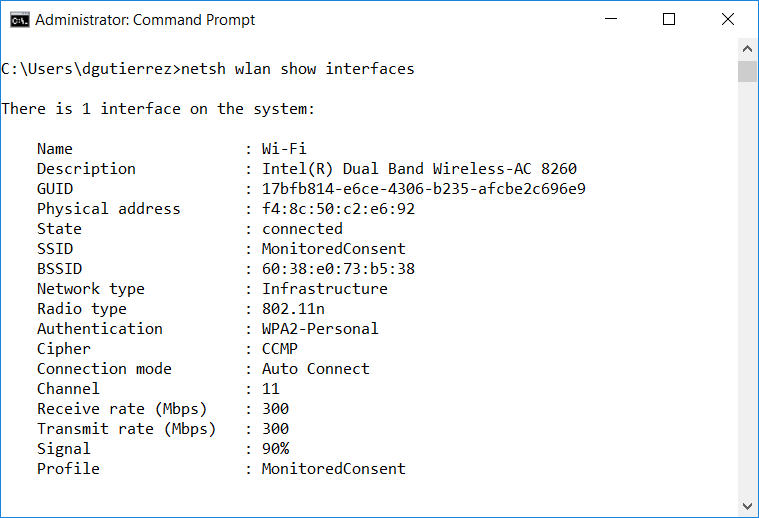 Administrator: Command Prompt
C:\Users\dgutierrez>netsh wlan show interfaces
There is 1 interface on the system:
Name : Wi-Fi
Description : Intel(R) Dual Band Wireless-AC 8260
GUID : 17bfb814-e6ce-4306-b235-afcbe2c696e9
Physical address : f4:8c:50:c2:e6:92
State : connected
SSID : MonitoredConsent
BSSID : 60:38:e0:73:b5:38
Network type : Infrastructure
Radio type : 802.11n
Authentication : WPA2-Personal
Cipher : CCMP
Connection mode : Auto Connect
Channel : 11
Receive rate (Mbps) : 300
Transmit rate (Mbps) : 300
Signal : 90%
Profile : MonitoredConsent